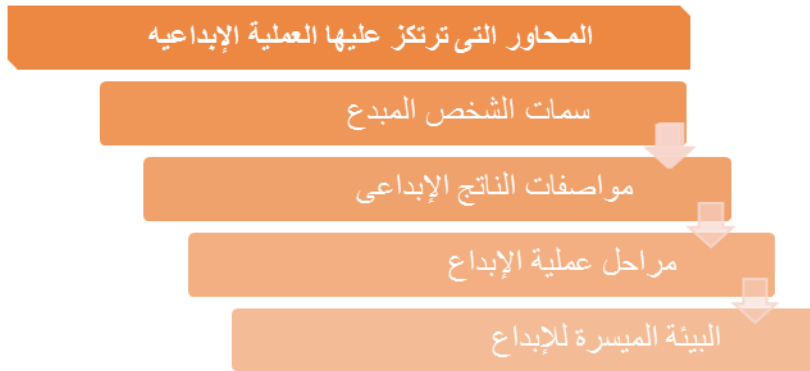 المحاور التى ترتكز عليها العملية الإبداعيه
سمات الشخص المبدع
مواصفات الناتج الإبداعى
مراحل عملية الإبداع
البيئة الميسرة للإبداع